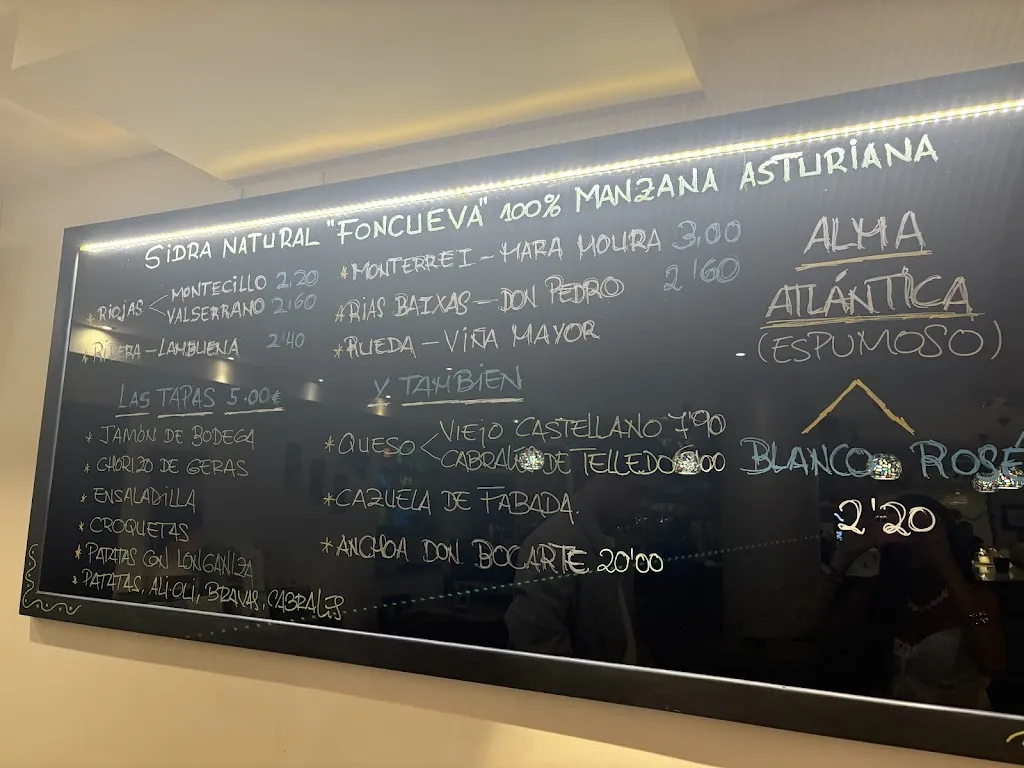 SIDRA NATURAL "FONCUEVA" 100% MANZANA ASTURIANA
* RIOJAS < MONTECILLO 2'20
VALSERRANO 2'60
* RIBERA - LAMBUENA 2'40
* MONTERREI - MARA MOURA 3,00
* RIAS BAIXAS - DON PEDRO 2'60
* RUEDA - VIÑA MAYOR
LAS TAPAS 5.00€
* JAMÓN DE BODEGA
* CHORIZO DE GERAS
* ENSALADILLA
* CROQUETAS
* PATATAS CON LONGANIZA
* PATATAS, ALI-OLI, BRAVAS, CABRALES
Y TAMBIEN
* QUESO < VIEJO CASTELLANO 7'90
CABRALES DE TELLEDO
* CAZUELA DE FABADA.
* ANCHOA DON BOCARTE 20'00
ALMA
ATLÁNTICA
(ESPUMOSO)
BLANCO ROSÉ
2'20